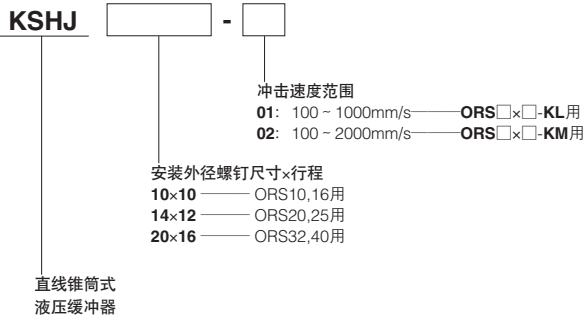 KSHJ □ - □
冲击速度范围
01: 100 ~ 1000mm/s ORS□×□-KL用
02: 100 ~ 2000mm/s ORS□×□-KM用
安装外径螺钉尺寸×行程
10×10 ORS10,16用
14×12 ORS20,25用
20×16 ORS32,40用
直线锥筒式
液压缓冲器